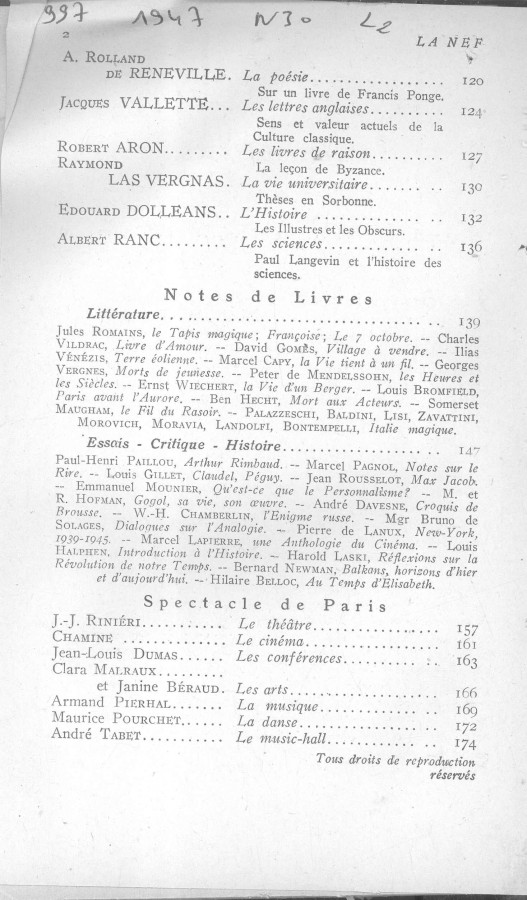 997 1947 N30 L2
2 LA NEF
A. ROLLAND
DE RENEVILLE. La poésie................. 120
Sur un livre de Francis Ponge.
JACQUES VALLETTE... Les lettres anglaises.......... 124
Sens et valeur actuels de la
Culture classique.
ROBERT ARON......... Les livres de raison.......... 127
RAYMOND La leçon de Byzance.
LAS VERGNAS. La vie universitaire....... .. 130
Thèses en Sorbonne.
EDOUARD DOLLEANS.. L'Histoire ................ 132
Les Illustres et les Obscurs.
ALBERT RANC......... Les sciences............. .. 136
Paul Langevin et l'histoire des
sciences.
Notes de Livres
Littérature. .................................. 139
Jules ROMAINS, le Tapis magique; Françoise; Le 7 octobre. — Charles
VILDRAC, Livre d'Amour. — David GOMÈS, Village à vendre. — Ilias
VÉNÉZIS, Terre éolienne. — Marcel CAPY, la Vie tient à un fil. — Georges
VERGNES, Morts de jeunesse. — Peter de MENDELSSOHN, les Heures et
les Siècles. — Ernst WIECHERT, la Vie d'un Berger. — Louis BROMFIELD,
Paris avant l'Aurore. — Ben HECHT, Mort aux Acteurs. — Somerset
MAUGHAM, le Fil du Rasoir. — PALAZZESCHI, BALDINI, LISI, ZAVATTINI,
MOROVICH, MORAVIA, LANDOLFI, BONTEMPELLI, Italie magique.
Essais - Critique - Histoire.................... 147
Paul-Henri PAILLOU, Arthur Rimbaud. — Marcel PAGNOL, Notes sur le
Rire. — Louis GILLET, Claudel, Péguy. — Jean ROUSSELOT, Max Jacob.
— Emmanuel MOUNIER, Qu'est-ce que le Personnalisme? — M. et
R. HOFMAN, Gogol, sa vie, son œuvre. — André DAVESNE, Croquis de
Brousse. — W.-H. CHAMBERLIN, l'Enigme russe. — Mgr Bruno de
SOLAGES, Dialogues sur l'Analogie. — Pierre de LANUX, New-York,
1939-1945. — Marcel LAPIERRE, une Anthologie du Cinéma. — Louis
HALPHEN, Introduction à l'Histoire. — Harold LASKI, Réflexions sur la
Révolution de notre Temps. — Bernard NEWMAN, Balkans, horizons d'hier
et d'aujourd'hui. — Hilaire BELLOC, Au Temps d'Elisabeth.
Spectacle de Paris
J.-J. RINIÉRI........... Le théâtre................ 157
CHAMINE .............. Le cinéma................. 161
Jean-Louis DUMAS...... Les conférences.......... .. 163
Clara MALRAUX.........
et Janine BÉRAUD. Les arts.................. .. 166
Armand PIERHAL....... La musique............... 169
Maurice POURCHET...... La danse................. .. 172
André TABET........... Le music-hall............. .. 174
Tous droits de reproduction
réservés